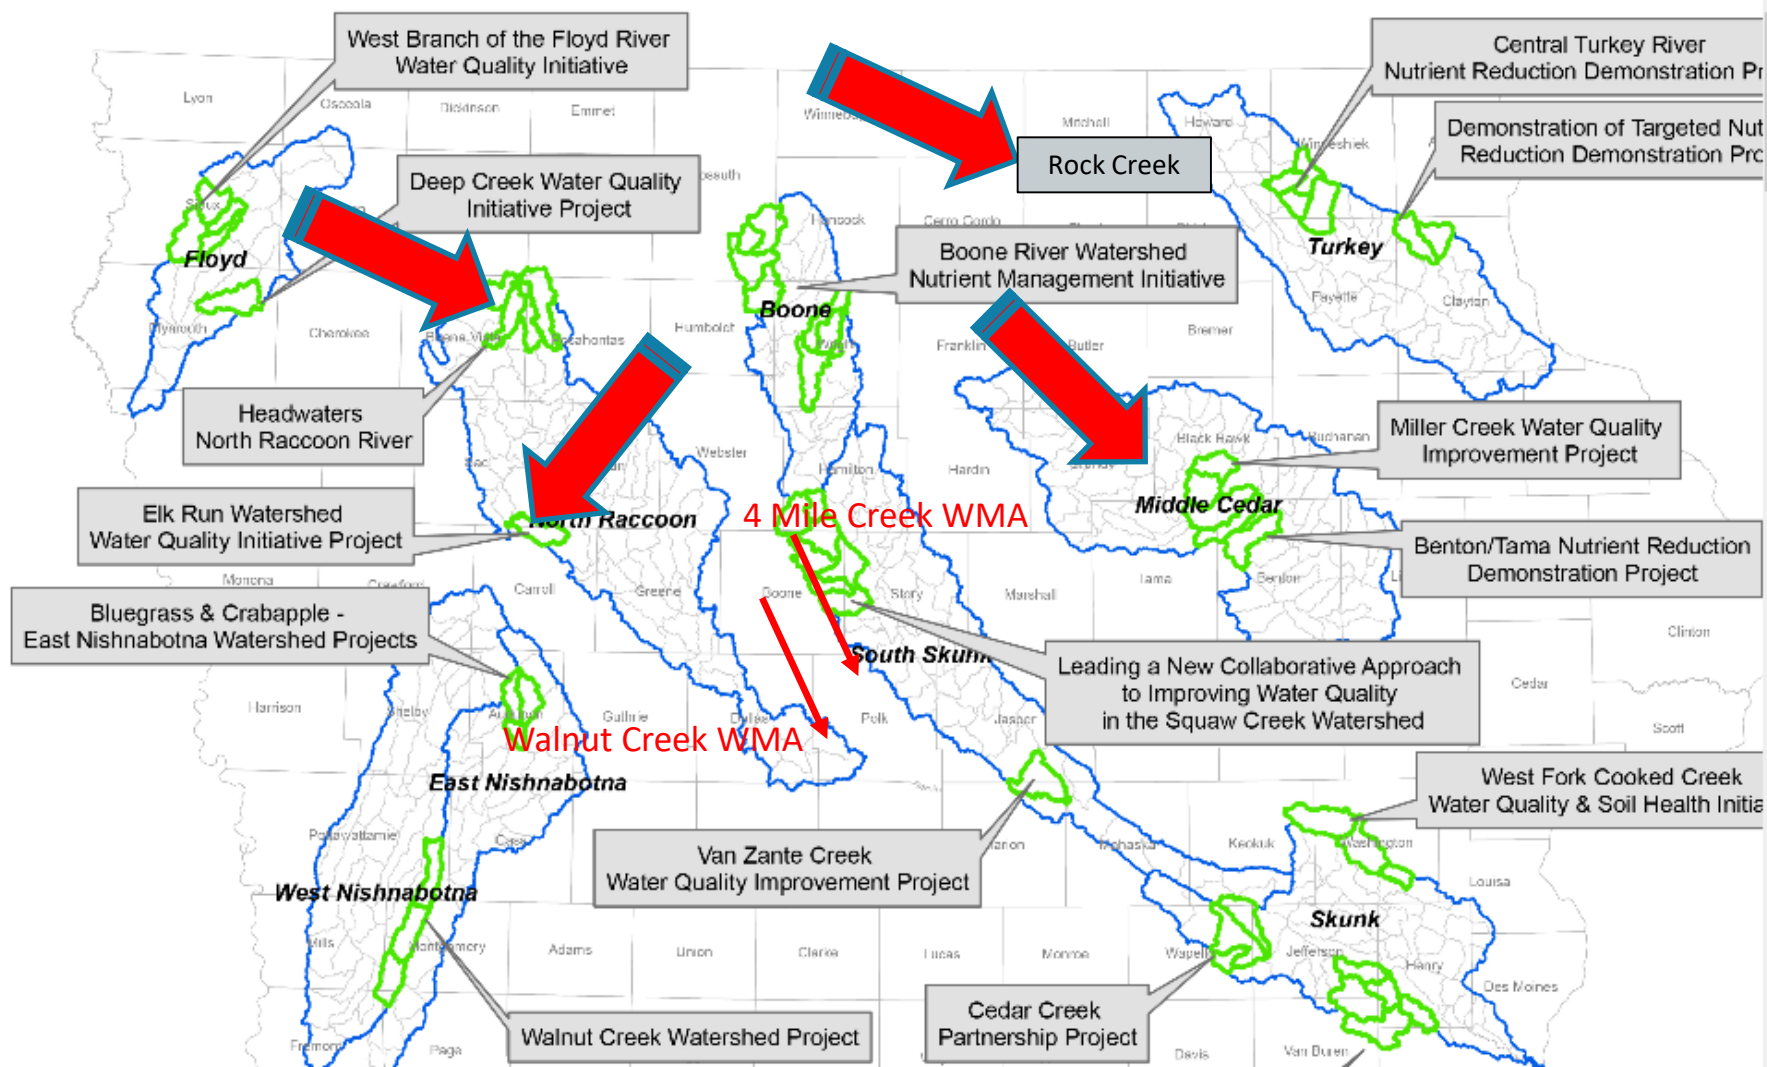 West Branch of the Floyd River
Water Quality Initiative
Central Turkey River
Nutrient Reduction Demonstration Pr
Lyon
Osceola
Dickinson
Emmet
Mitchell
Howard
Demonstration of Targeted Nut
Reduction Demonstration Pro
Rock Creek
Deep Creek Water Quality
Initiative Project
Sioux
Hancock
Cerro Gordo
Boone River Watershed
Nutrient Management Initiative
Turkey
Floyd
Boone
Fayette
Clayton
Plymouth
Cherokee
Humboldt
Franklin
Butler
Bremer
Headwaters
North Raccoon River
Miller Creek Water Quality
Improvement Project
Black Hawk
Buchanan
Webster
Hamilton
Hardin
Elk Run Watershed
Water Quality Initiative Project
North Raccoon
4 Mile Creek WMA
Middle Cedar
Benton/Tama Nutrient Reduction
Demonstration Project
Monona
Crawford
Carroll
Greene
Boone
Story
Marshall
Tama
Benton
Bluegrass & Crabapple -
East Nishnabotna Watershed Projects
Clinton
South Skunk
Leading a New Collaborative Approach
to Improving Water Quality
in the Squaw Creek Watershed
Cedar
Harrison
Shelby
Guthrie
Dallas
Polk
Jasper
Scott
Walnut Creek WMA
East Nishnabotna
West Fork Cooked Creek
Water Quality & Soil Health Initia
Pottawattamie
Cass
Van Zante Creek
Water Quality Improvement Project
Mahaska
Keokuk
Washington
Louisa
West Nishnabotna
Skunk
Mills
Montgomery
Adams
Union
Clarke
Lucas
Monroe
Jefferson
Henry
Des Moines
Cedar Creek
Partnership Project
Walnut Creek Watershed Project
Fremont
Page
Davis
Van Buren